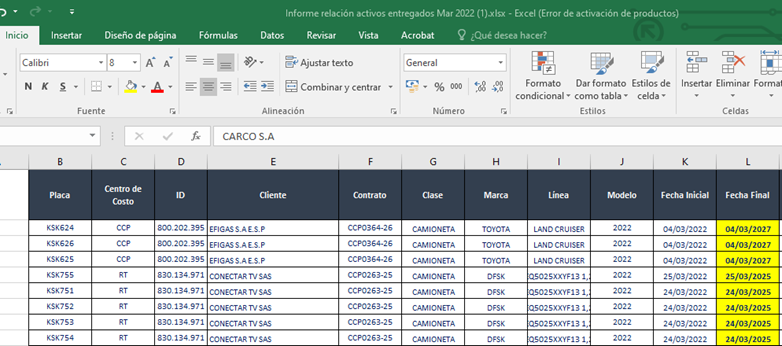 Informe relación activos entregados Mar 2022 (1).xlsx - Excel (Error de activación de productos)
Inicio Insertar Diseño de página Fórmulas Datos Revisar Vista Acrobat ¿Qué desea hacer?
Calibri 8 A A Ajustar texto General
N K S A Combinar y centrar $ % 000 Formato condicional Dar formato como tabla Estilos de celda Insertar Eliminar Format
Fuente Alineación Número Estilos Celdas
fx CARCO S.A
B C D E F G H I J K L
Placa Centro de Costo ID Cliente Contrato Clase Marca Línea Modelo Fecha Inicial Fecha Final
KSK624 CCP 800.202.395 EFIGAS S.A E.S.P CCP0364-26 CAMIONETA TOYOTA LAND CRUISER 2022 04/03/2022 04/03/2027
KSK626 CCP 800.202.395 EFIGAS S.A E.S.P CCP0364-26 CAMIONETA TOYOTA LAND CRUISER 2022 04/03/2022 04/03/2027
KSK625 CCP 800.202.395 EFIGAS S.A E.S.P CCP0364-26 CAMIONETA TOYOTA LAND CRUISER 2022 04/03/2022 04/03/2027
KSK755 RT 830.134.971 CONECTAR TV SAS CCP0263-25 CAMIONETA DFSK Q5025XXYF13 1,2 2022 25/03/2022 25/03/2025
KSK751 RT 830.134.971 CONECTAR TV SAS CCP0263-25 CAMIONETA DFSK Q5025XXYF13 1,2 2022 24/03/2022 24/03/2025
KSK752 RT 830.134.971 CONECTAR TV SAS CCP0263-25 CAMIONETA DFSK Q5025XXYF13 1,2 2022 24/03/2022 24/03/2025
KSK753 RT 830.134.971 CONECTAR TV SAS CCP0263-25 CAMIONETA DFSK Q5025XXYF13 1,2 2022 24/03/2022 24/03/2025
KSK754 RT 830.134.971 CONECTAR TV SAS CCP0263-25 CAMIONETA DFSK Q5025XXYF13 1,2 2022 24/03/2022 24/03/2025